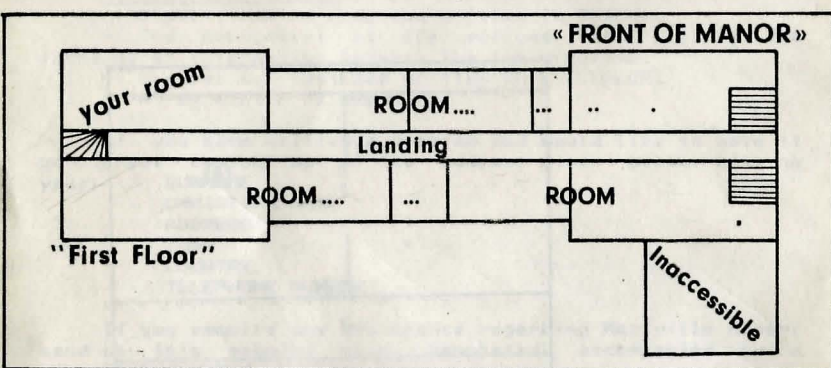 « FRONT OF MANOR »
your room
ROOM.... .... .. .
Landing
ROOM.... ... ROOM .
"First FLoor"
Inaccessible